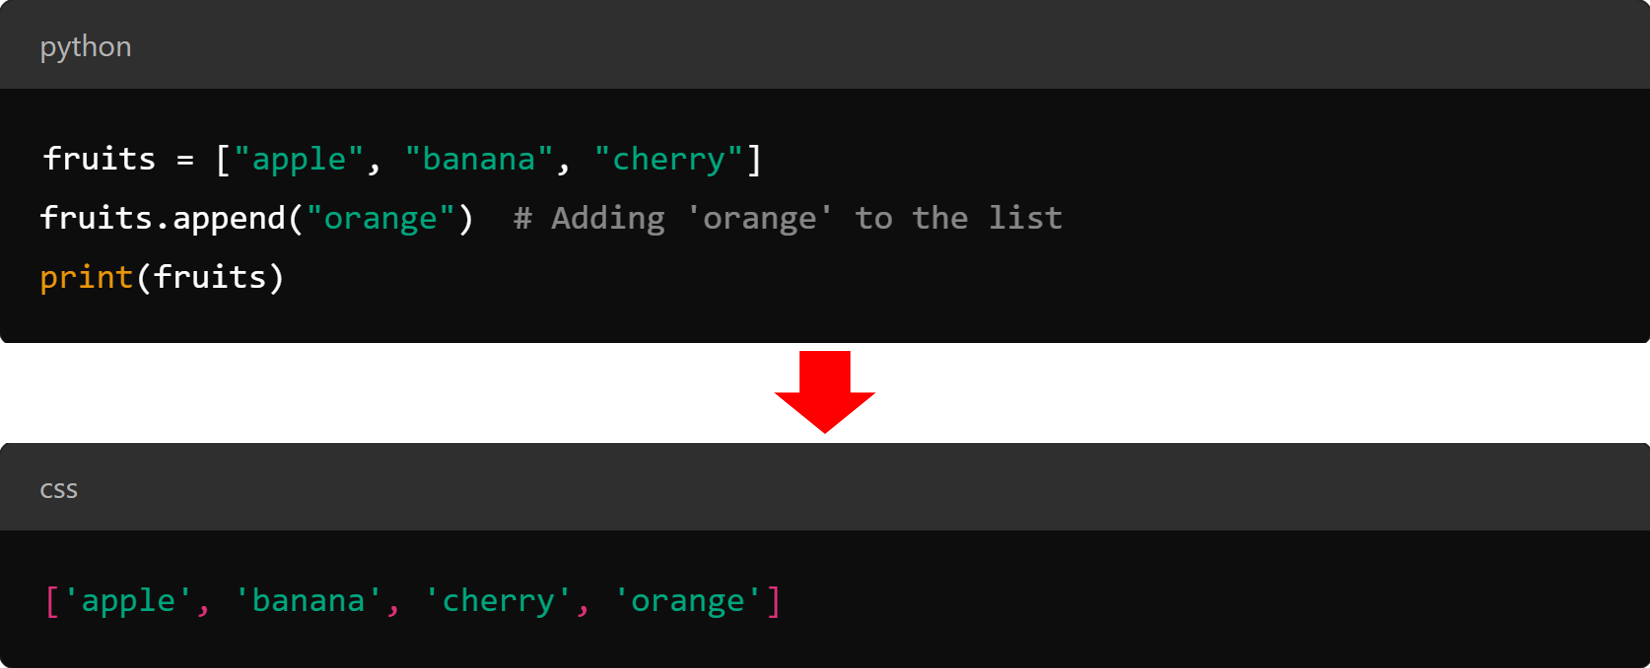 python
fruits = ["apple", "banana", "cherry"]
fruits.append("orange")  # Adding 'orange' to the list
print(fruits)
css
['apple', 'banana', 'cherry', 'orange']